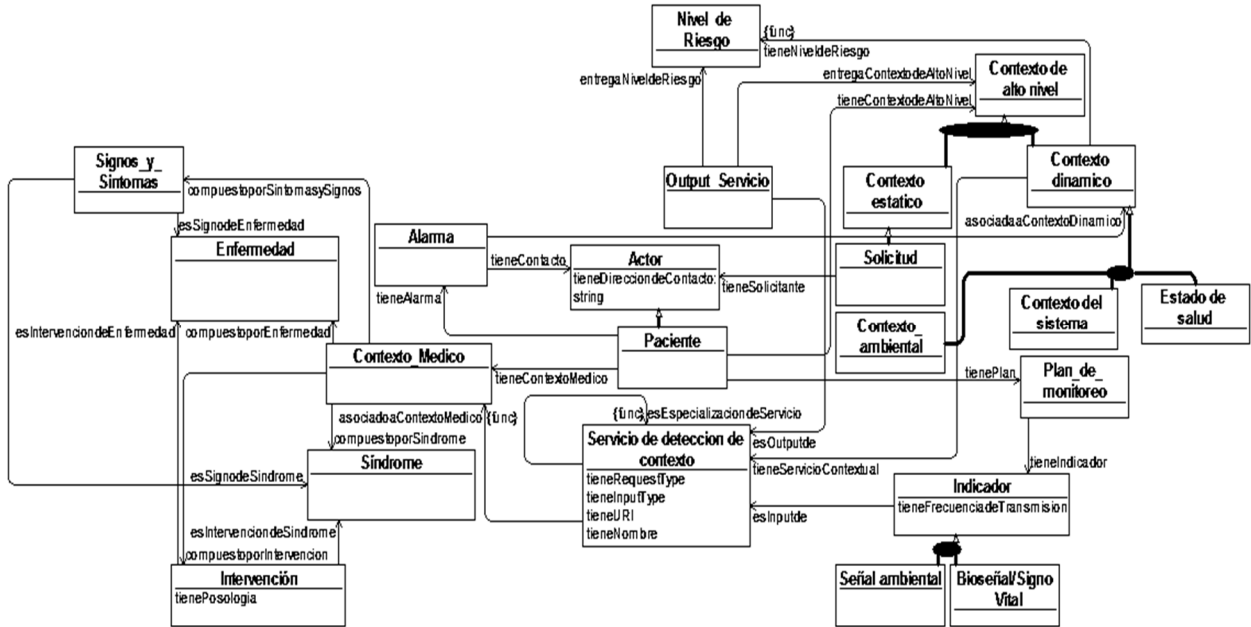 Nivel de
Riesgo
{func}
tieneNiveldeRiesgo
entregaNiveldeRiesgo
entregaContextodeAltoNivel
tieneContextodeAltoNivel
Contexto de
alto nivel
Signos_y_
Sintomas
compuestoporSintomasySignos
esSignodeEnfermedad
Output Servicio
Contexto
estatico
Contexto
dinamico
asociadaaContextoDinamico
Enfermedad
Alarma
tieneContacto
Actor
tieneDirecciondeContacto:
string
tieneSolicitante
Solicitud
tieneAlarma
Contexto del
sistema
Estado de
salud
esIntervenciondeEnfermedad
compuestoporEnfermedad
Contexto_
ambiental
Paciente
Contexto_Medico
tieneContextoMedico
tienePlan
Plan_de_
monitoreo
asociadoaContextoMedico {func}
compuestoporSindrome
{func} esEspecializaciondeServicio
Servicio de deteccion de
contexto
tieneRequestType
tieneInputType
tieneURI
tieneNombre
esOutputde
tieneServicioContextual
tieneIndicador
Sindrome
esSignodeSindrome
Indicador
tieneFrecuenciadeTransmision
esInputde
esIntervenciondeSindrome
compuestoporIntervencion
Intervención
tienePosologia
Señal ambiental
Bioseñal/Signo
Vital